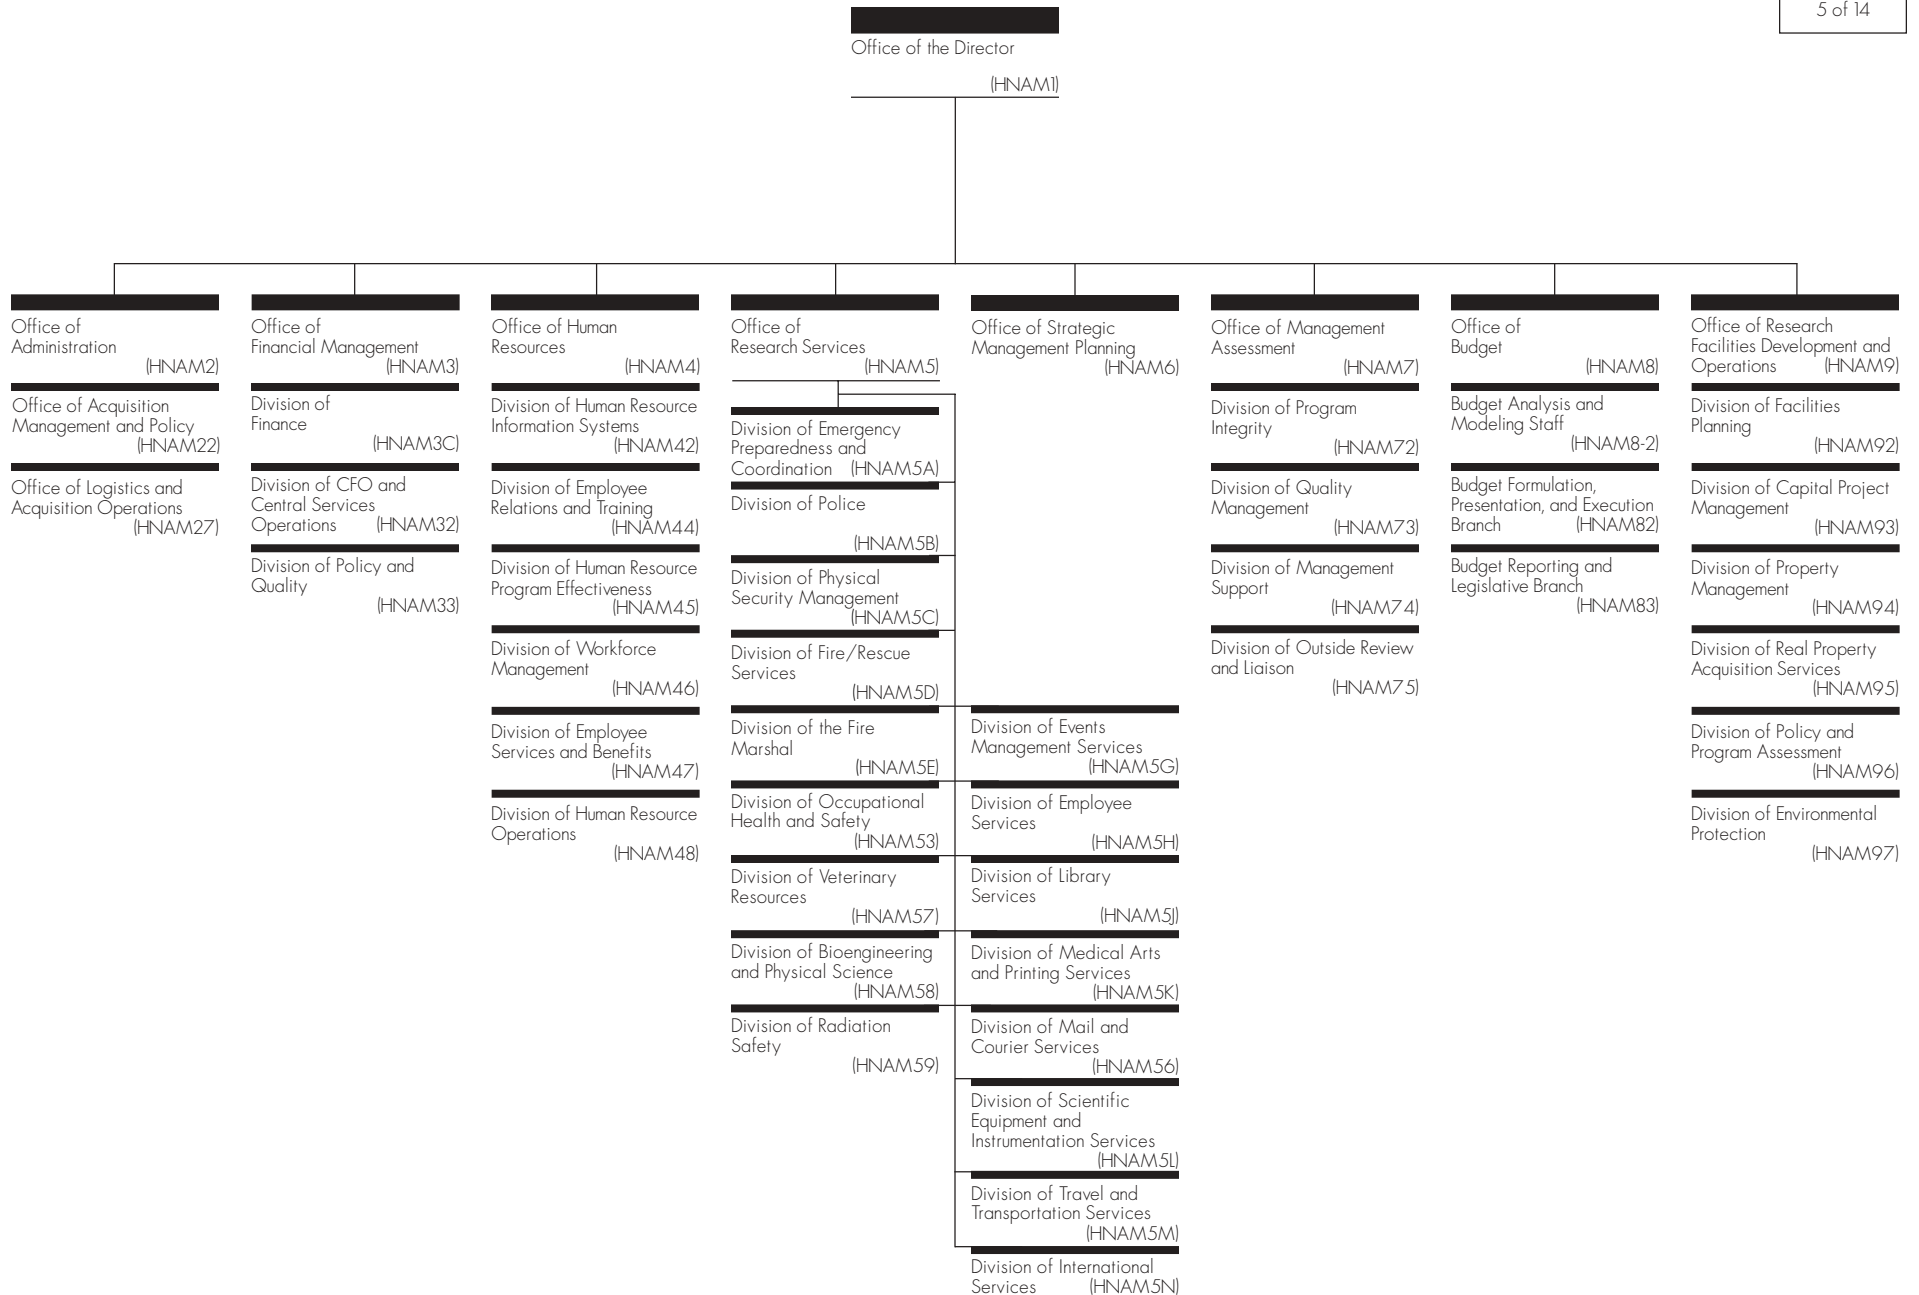 5 of 14
Office of the Director
(HNAM1)
Office of
Administration
(HNAM2)
Office of Acquisition
Management and Policy
(HNAM22)
Office of Logistics and
Acquisition Operations
(HNAM27)
Office of
Financial Management
(HNAM3)
Division of
Finance
(HNAM3C)
Division of CFO and
Central Services
Operations (HNAM32)
Division of Policy and
Quality
(HNAM33)
Office of Human
Resources
(HNAM4)
Division of Human Resource
Information Systems
(HNAM42)
Division of Employee
Relations and Training
(HNAM44)
Division of Human Resource
Program Effectiveness
(HNAM45)
Division of Workforce
Management
(HNAM46)
Division of Employee
Services and Benefits
(HNAM47)
Division of Human Resource
Operations
(HNAM48)
Office of
Research Services
(HNAM5)
Division of Emergency
Preparedness and
Coordination (HNAM5A)
Division of Police
(HNAM5B)
Division of Physical
Security Management
(HNAM5C)
Division of Fire/Rescue
Services
(HNAM5D)
Division of the Fire
Marshal
(HNAM5E)
Division of Occupational
Health and Safety
(HNAM53)
Division of Veterinary
Resources
(HNAM57)
Division of Bioengineering
and Physical Science
(HNAM58)
Division of Radiation
Safety
(HNAM59)
Division of Events
Management Services
(HNAM5G)
Division of Employee
Services
(HNAM5H)
Division of Library
Services
(HNAM5J)
Division of Medical Arts
and Printing Services
(HNAM5K)
Division of Mail and
Courier Services
(HNAM56)
Division of Scientific
Equipment and
Instrumentation Services
(HNAM5L)
Division of Travel and
Transportation Services
(HNAM5M)
Division of International
Services (HNAM5N)
Office of Strategic
Management Planning
(HNAM6)
Office of Management
Assessment
(HNAM7)
Division of Program
Integrity
(HNAM72)
Division of Quality
Management
(HNAM73)
Division of Management
Support
(HNAM74)
Division of Outside Review
and Liaison
(HNAM75)
Office of
Budget
(HNAM8)
Budget Analysis and
Modeling Staff
(HNAM8-2)
Budget Formulation,
Presentation, and Execution
Branch (HNAM82)
Budget Reporting and
Legislative Branch
(HNAM83)
Office of Research
Facilities Development and
Operations (HNAM9)
Division of Facilities
Planning
(HNAM92)
Division of Capital Project
Management
(HNAM93)
Division of Property
Management
(HNAM94)
Division of Real Property
Acquisition Services
(HNAM95)
Division of Policy and
Program Assessment
(HNAM96)
Division of Environmental
Protection
(HNAM97)